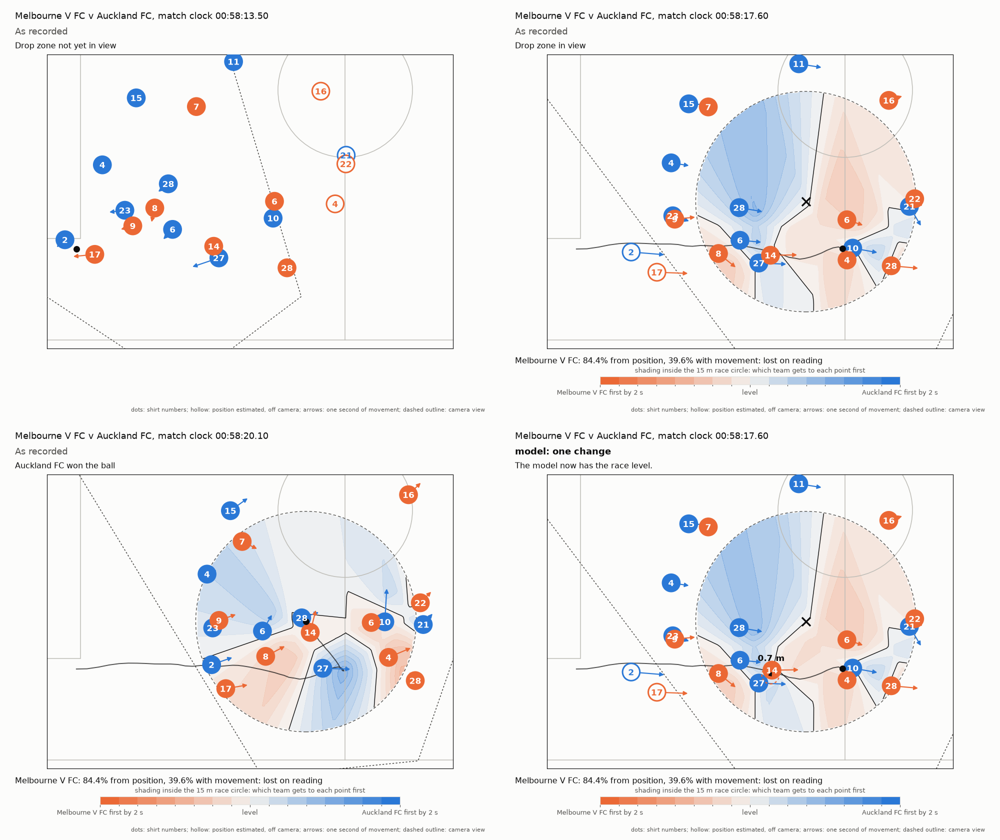 Melbourne V FC v Auckland FC, match clock 00:58:13.50
As recorded
Drop zone not yet in view
11
16
15
7
21
22
4
28
4
23
8
6
10
9
6
2
14
17
27
28
dots: shirt numbers; hollow: position estimated, off camera; arrows: one second of movement; dashed outline: camera view
Melbourne V FC v Auckland FC, match clock 00:58:17.60
As recorded
Drop zone in view
11
16
15
7
4
22
28
21
9
6
6
10
2
8
14
27
4
28
17
Melbourne V FC: 84.4% from position, 39.6% with movement: lost on reading
shading inside the 15 m race circle: which team gets to each point first
Melbourne V FC first by 2 s
level
Auckland FC first by 2 s
dots: shirt numbers; hollow: position estimated, off camera; arrows: one second of movement; dashed outline: camera view
Melbourne V FC v Auckland FC, match clock 00:58:20.10
As recorded
Auckland FC won the ball
16
15
7
4
22
28
9
6
10
21
23
6
14
8
4
2
27
28
17
Melbourne V FC: 84.4% from position, 39.6% with movement: lost on reading
shading inside the 15 m race circle: which team gets to each point first
Melbourne V FC first by 2 s
level
Auckland FC first by 2 s
dots: shirt numbers; hollow: position estimated, off camera; arrows: one second of movement; dashed outline: camera view
Melbourne V FC v Auckland FC, match clock 00:58:17.60
model: one change
The model now has the race level.
11
16
15
7
4
22
28
21
9
6
0.7 m
6
10
2
8
14
27
4
28
17
Melbourne V FC: 84.4% from position, 39.6% with movement: lost on reading
shading inside the 15 m race circle: which team gets to each point first
Melbourne V FC first by 2 s
level
Auckland FC first by 2 s
dots: shirt numbers; hollow: position estimated, off camera; arrows: one second of movement; dashed outline: camera view